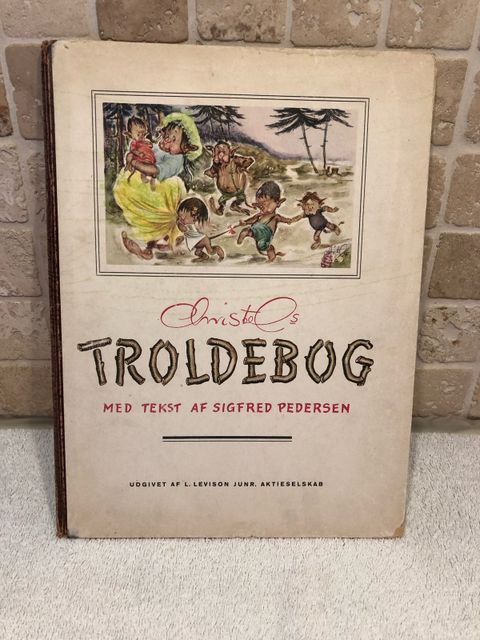 Christel's
TROLDEBOG
MED TEKST AF SIGFRED PEDERSEN
UDGIVET AF L. LEVISON JUNR. AKTIESELSKAB